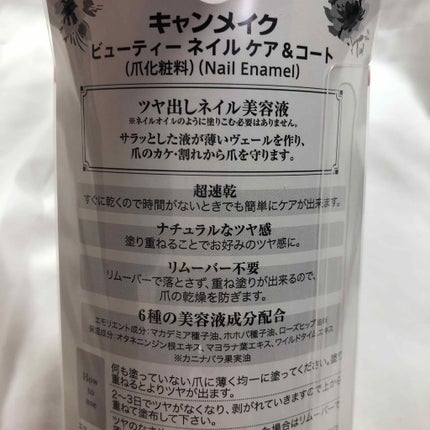 キャンメイク
ビューティー ネイル ケア&コート
(爪化粧料)(Nail Enamel)
ツヤ出しネイル美容液
※ネイルオイルのように塗りこむ必要はありません。
サラッとした液が薄いヴェールを作り、
爪のカケ・割れから爪を守ります。
超速乾
すぐに乾くので時間がないときでも簡単にケアが出来ます。
ナチュラルなツヤ感
塗り重ねることでお好みのツヤ感に。
リムーバー不要
リムーバーで落とさず、重ね塗りが出来るので、
爪の乾燥を防ぎます。
6種の美容液成分配合
エモリエント成分:マカデミア種子油、ホホバ種子油、ローズヒップ油※
保湿成分:オタネニンジン根エキス、マヨラナ葉エキス、ワイルドタイムエキス
※カニナバラ果実油
How to use
何も塗っていない爪に薄く均一に塗ってください。
重ねるとよりツヤが出ます。
2〜3日でツヤがなくなり、剥がれていきますので上から
重ねて塗布して下さい。